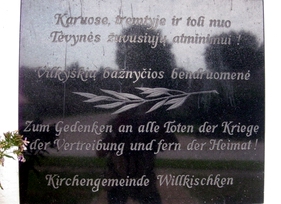 Karuose, tremtyje ir toli nuo
Tėvynės žuvusiųjų atminimui !
Vilkyškių bažnyčios bendruomenė
Zum Gedenken an alle Toten der Kriege
der Vertreibung und fern der Heimat !
Kirchengemeinde Willkischken